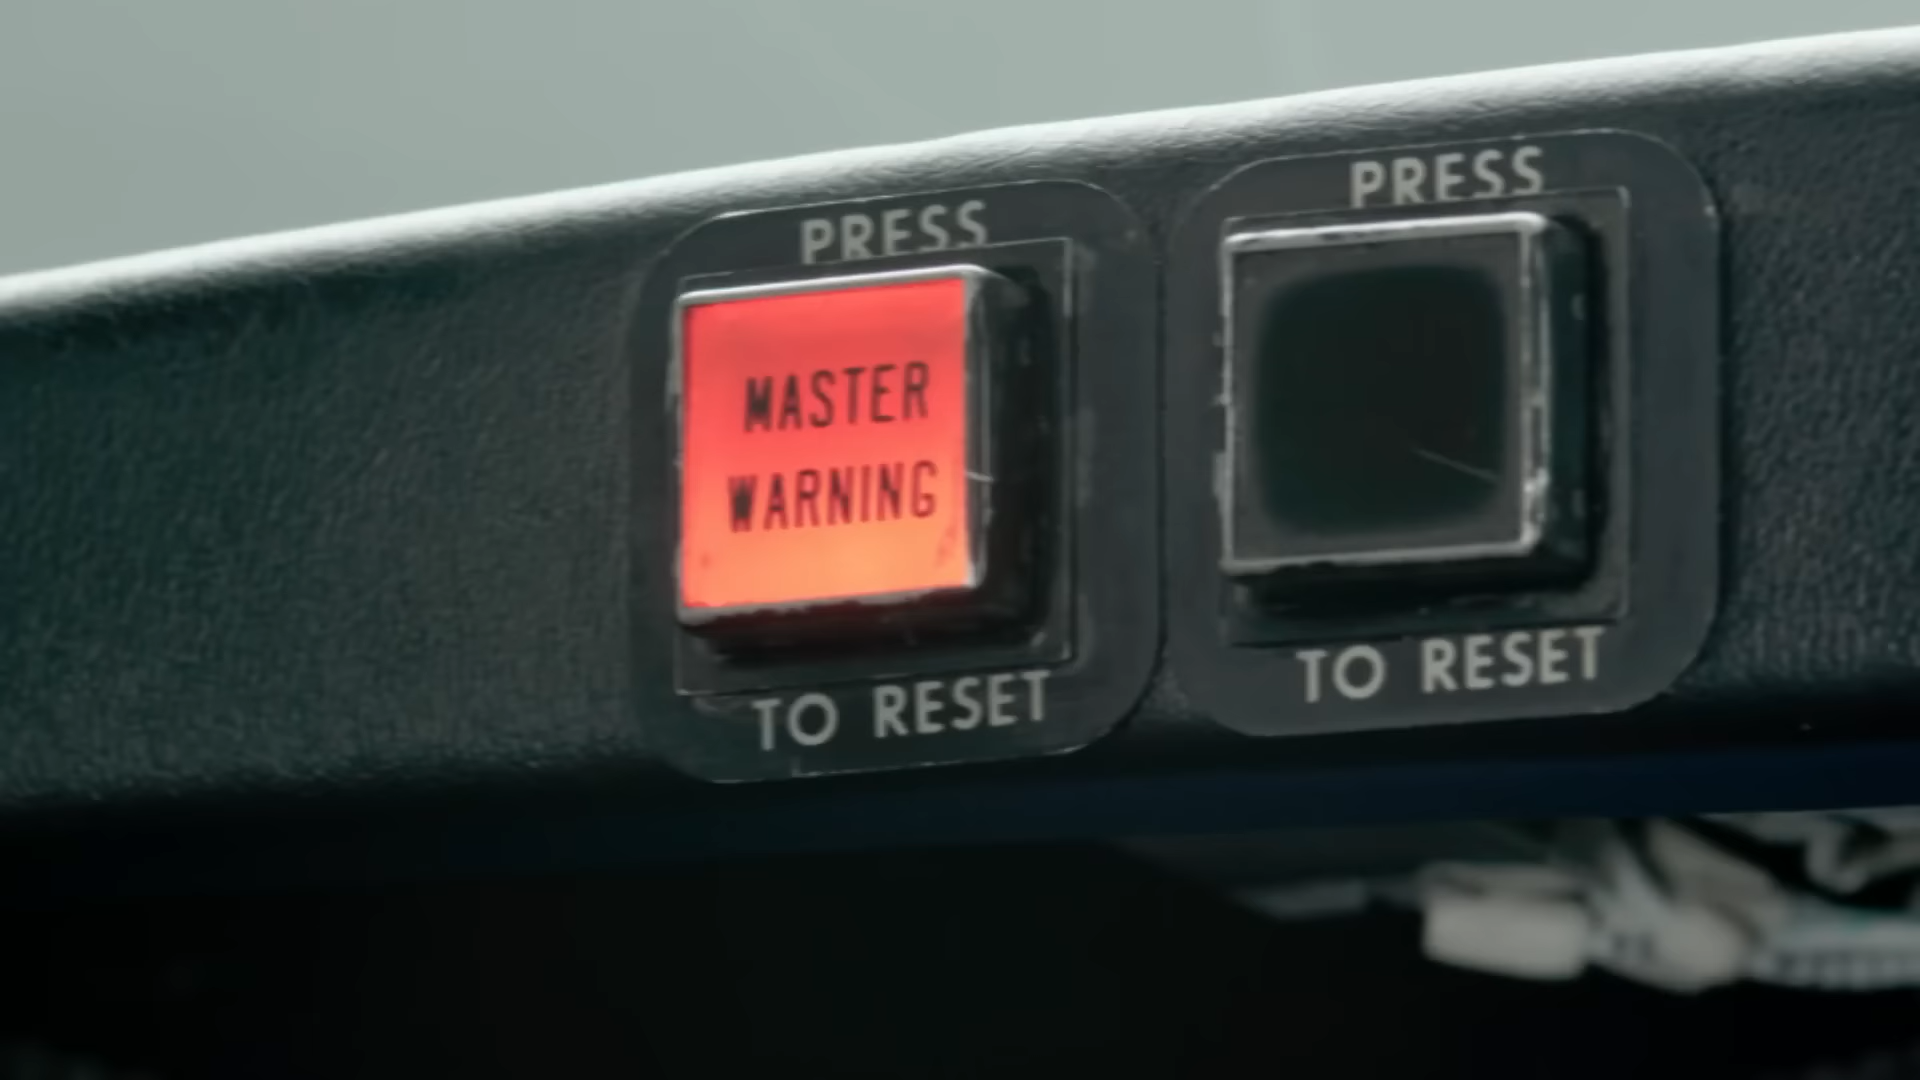 PRESS
MASTER
WARNING
TO RESET
PRESS
TO RESET